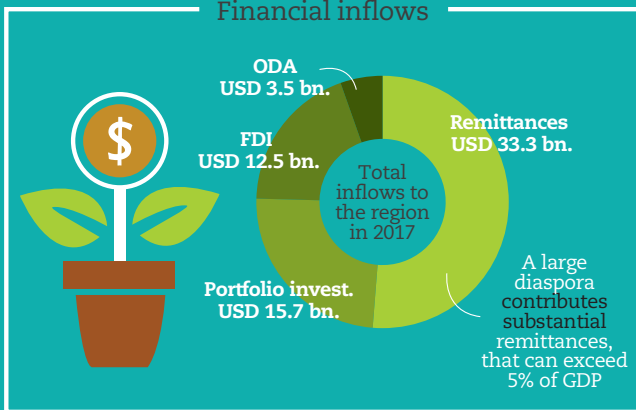 Financial inflows
ODA
USD 3.5 bn.
Remittances
USD 33.3 bn.
FDI
USD 12.5 bn.
$
Total
inflows to
the region
in 2017
Portfolio invest.
USD 15.7 bn.
A large
diaspora
contributes
substantial
remittances,
that can exceed
5% of GDP